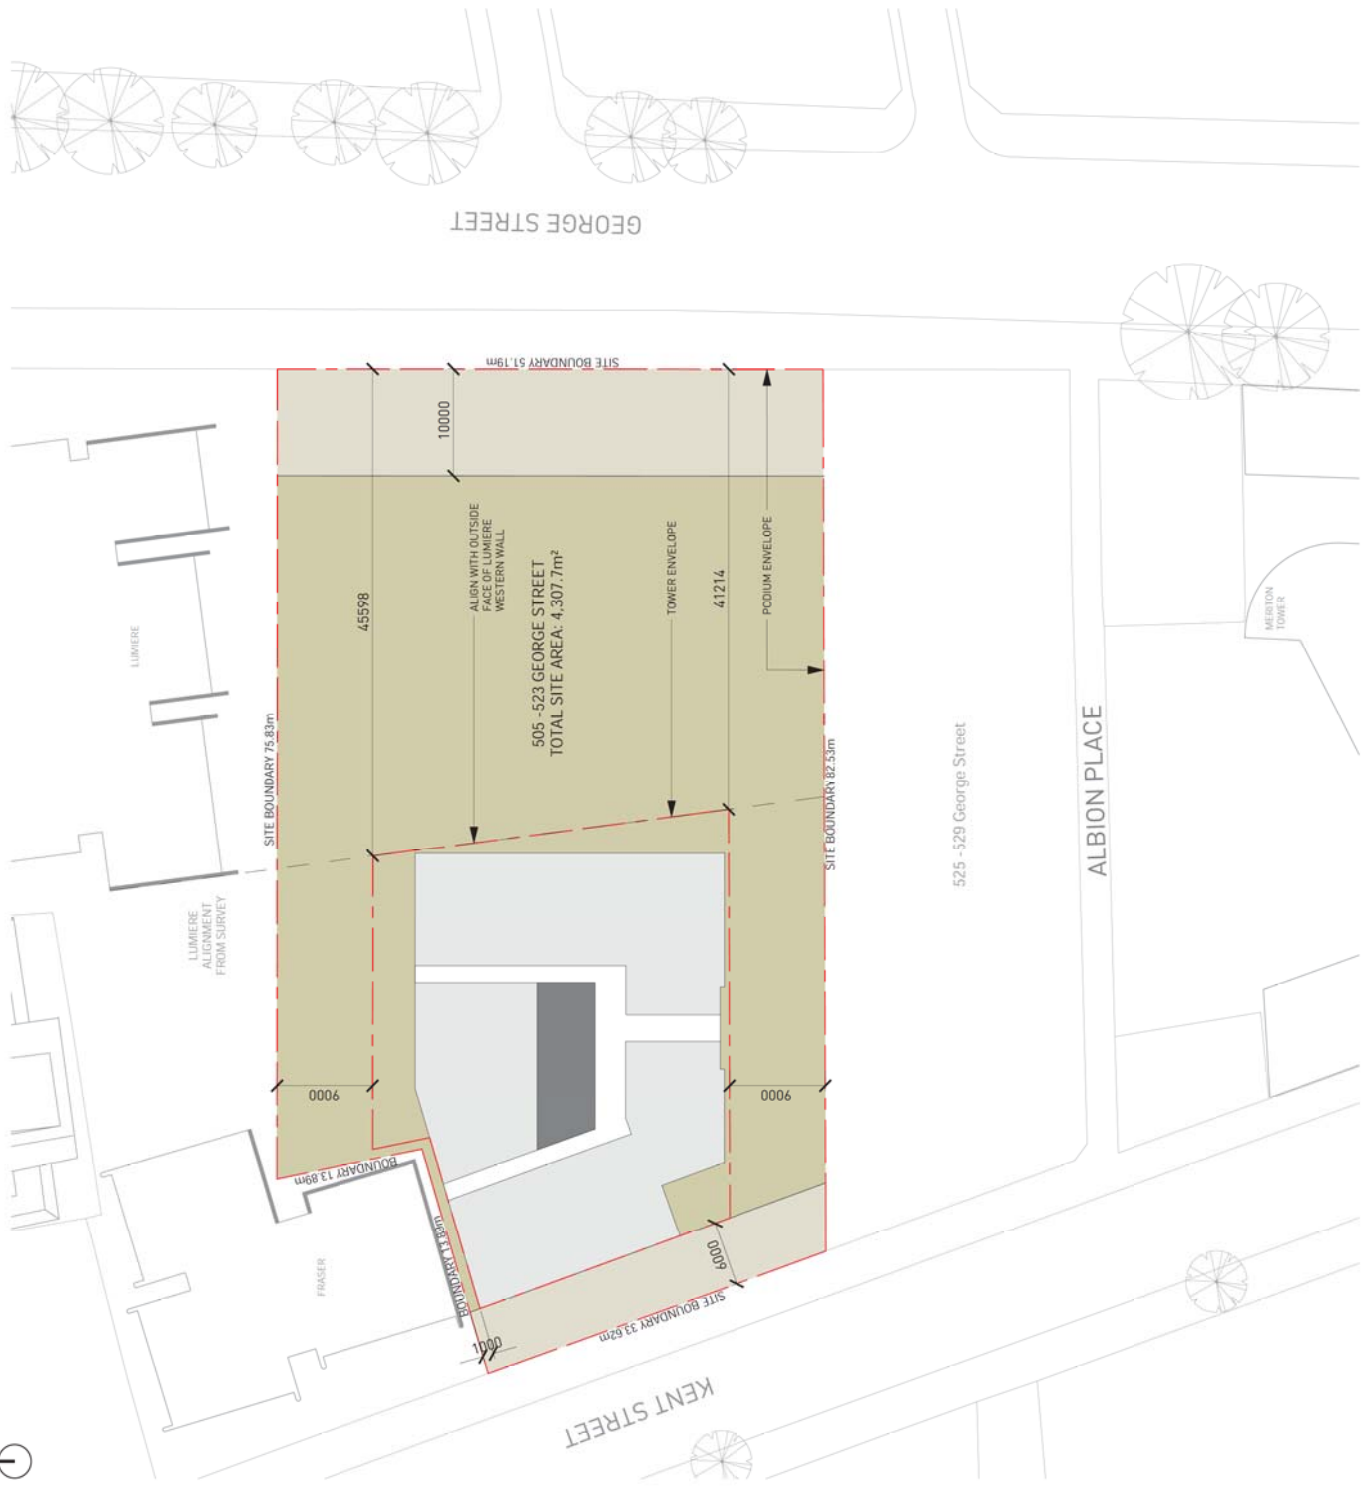 GEORGE STREET
SITE BOUNDARY 51.19m
10000
45598
ALIGN WITH OUTSIDE
FACE OF LUMIERE
WESTERN WALL
505 - 523 GEORGE STREET
TOTAL SITE AREA: 4,307.7m²
TOWER ENVELOPE
41214
PODIUM ENVELOPE
LUMIERE
MERITON
TOWER
SITE BOUNDARY 75.83m
SITE BOUNDARY 82.53m
525 - 529 George Street
ALBION PLACE
LUMIERE
ALIGNMENT
FROM SURVEY
9000
9000
BOUNDARY 13.89m
BOUNDARY 13.89m
FRASER
6000
SITE BOUNDARY 33.62m
1000
KENT STREET